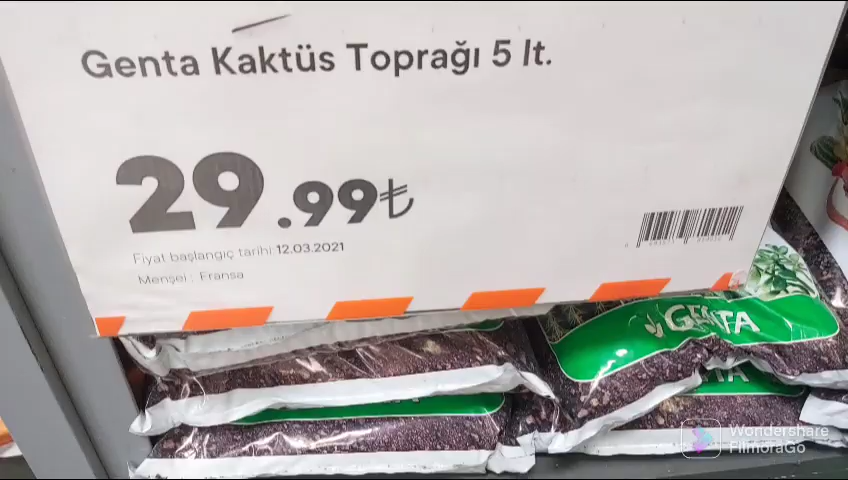 Genta Kaktüs Toprağı 5 lt.
29.99₺
Fiyat başlangıç tarihi: 12.03.2021
Menşei : Fransa
GENTA
Wondershare
FilmoraGo